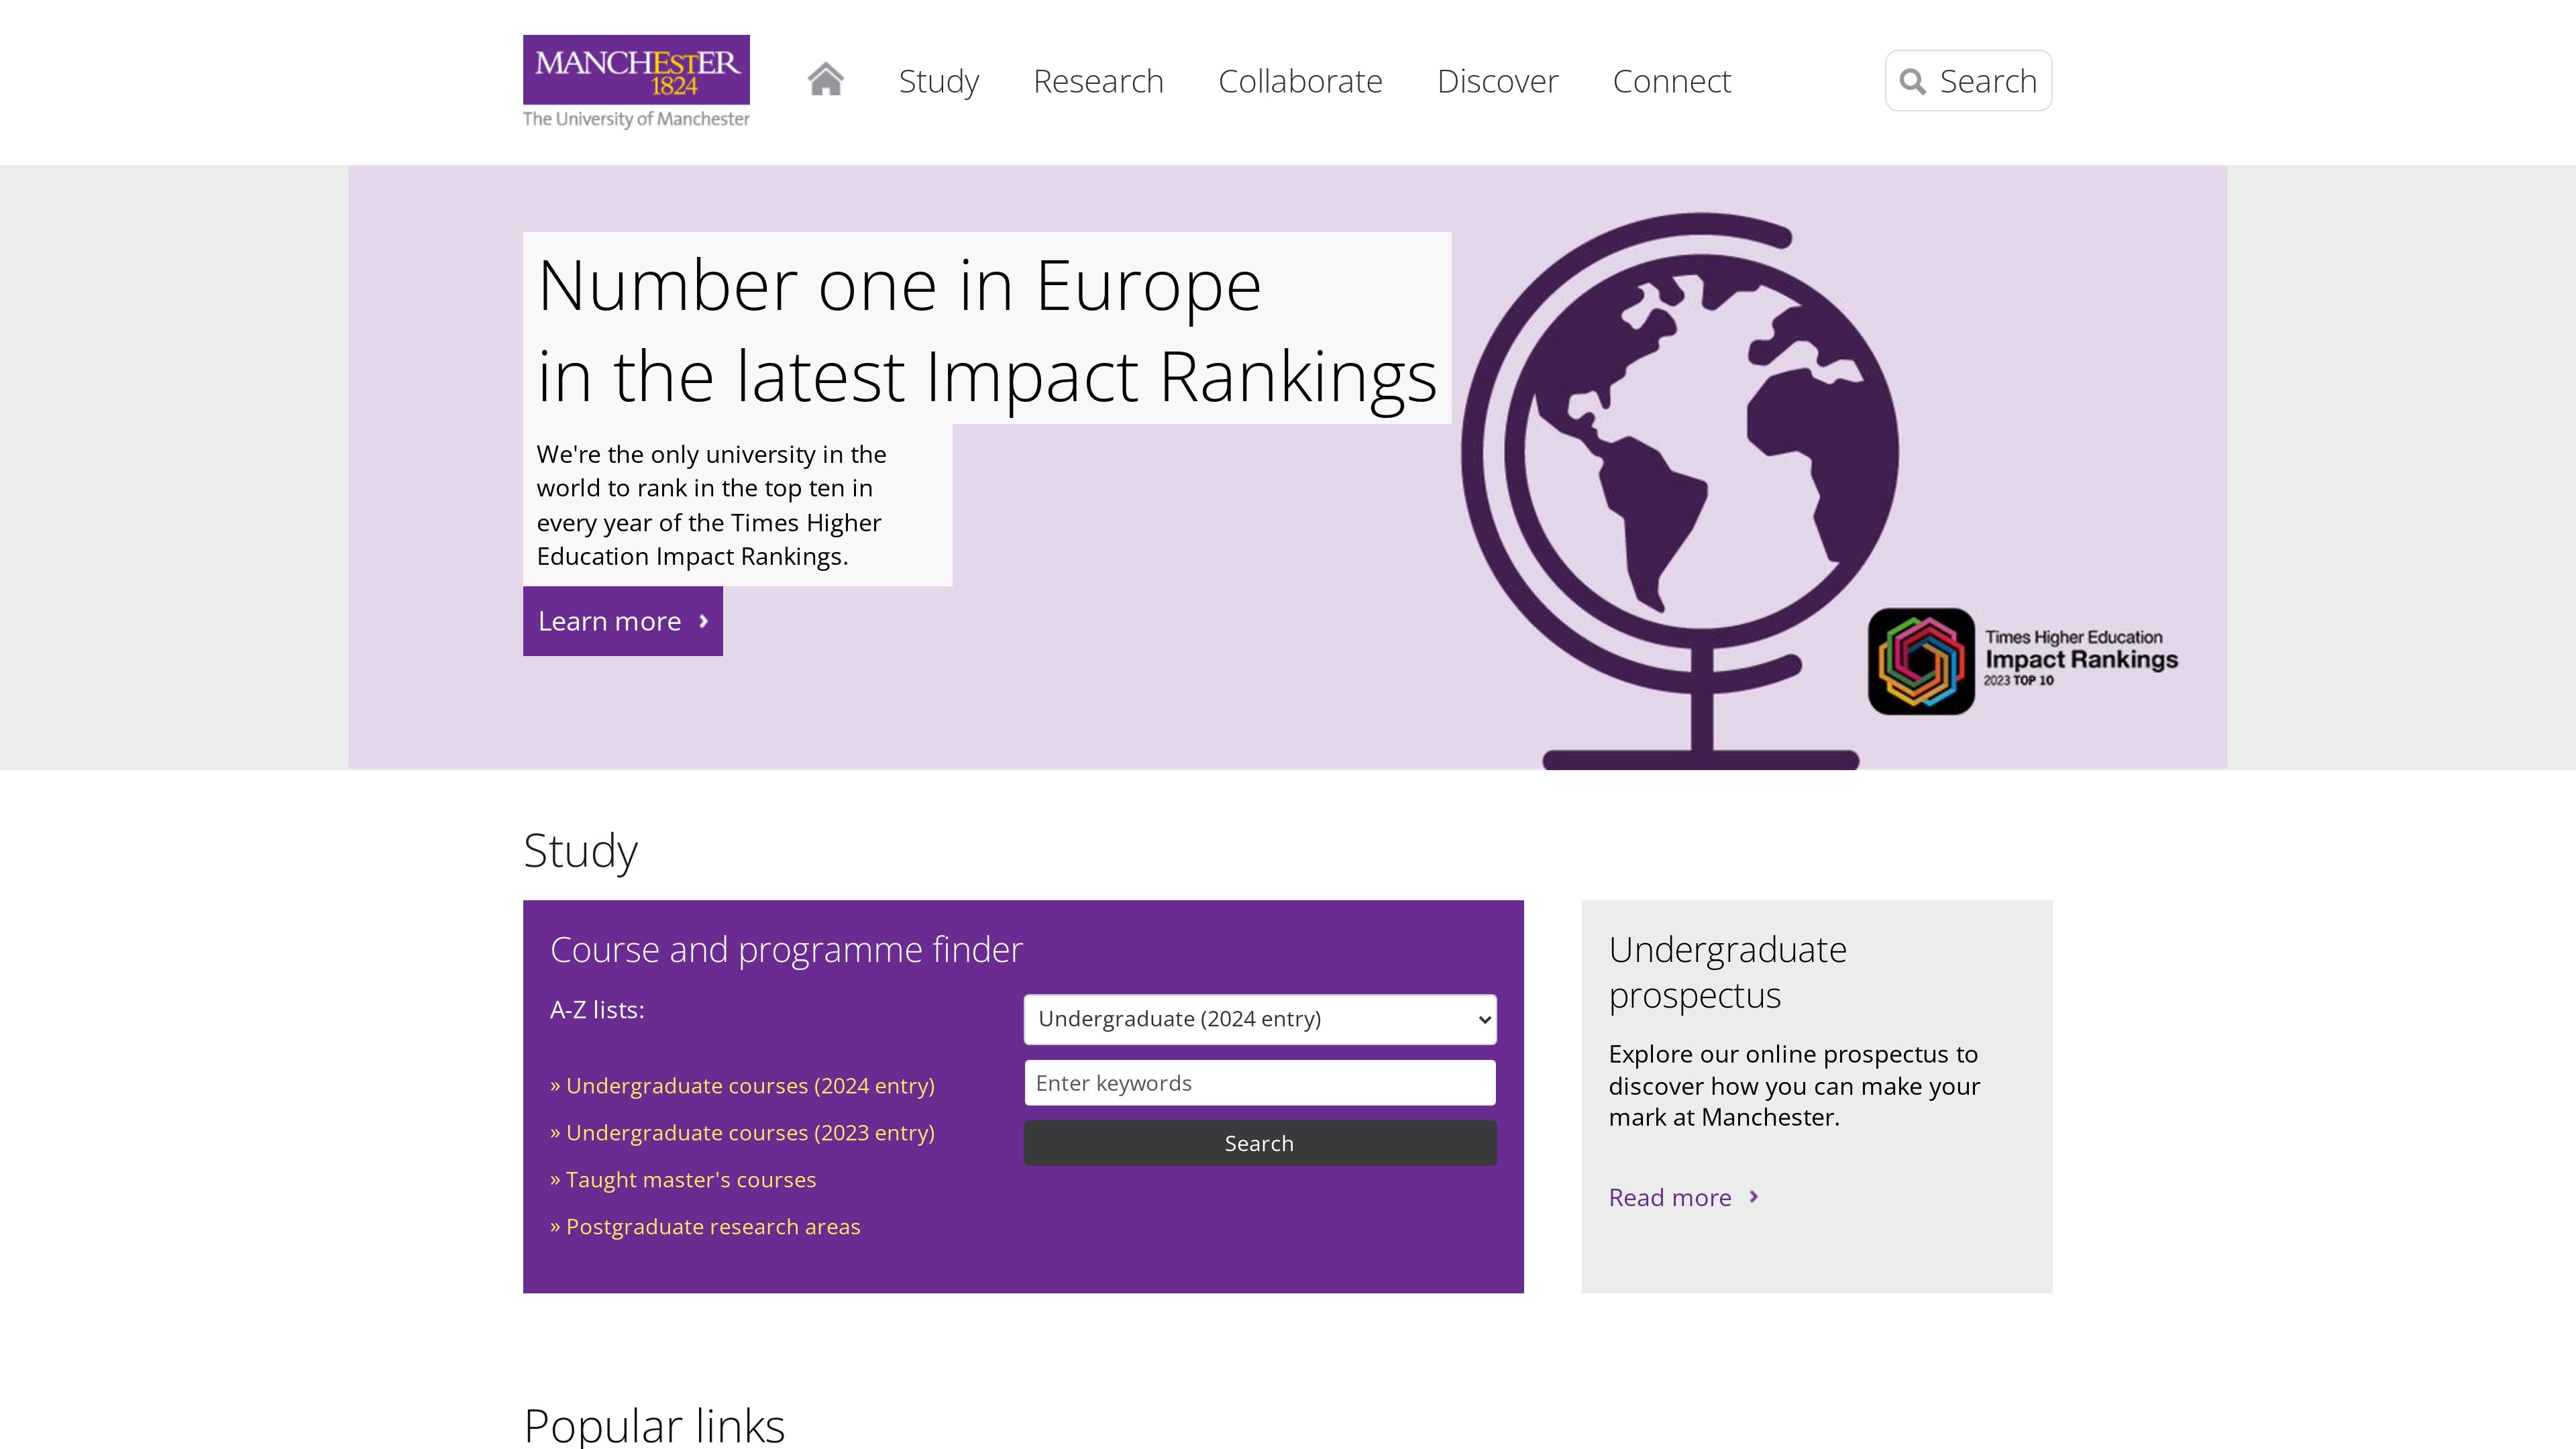 MANCHESTER
1824
The University of Manchester
Study
Research
Collaborate
Discover
Connect
Search
Number one in Europe
in the latest Impact Rankings
We're the only university in the
world to rank in the top ten in
every year of the Times Higher
Education Impact Rankings.
Learn more
Times Higher Education
Impact Rankings
2023 TOP 10
Study
Course and programme finder
A-Z lists:
» Undergraduate courses (2024 entry)
» Undergraduate courses (2023 entry)
» Taught master's courses
» Postgraduate research areas
Undergraduate (2024 entry)
Enter keywords
Search
Undergraduate
prospectus
Explore our online prospectus to
discover how you can make your
mark at Manchester.
Read more
Popular links